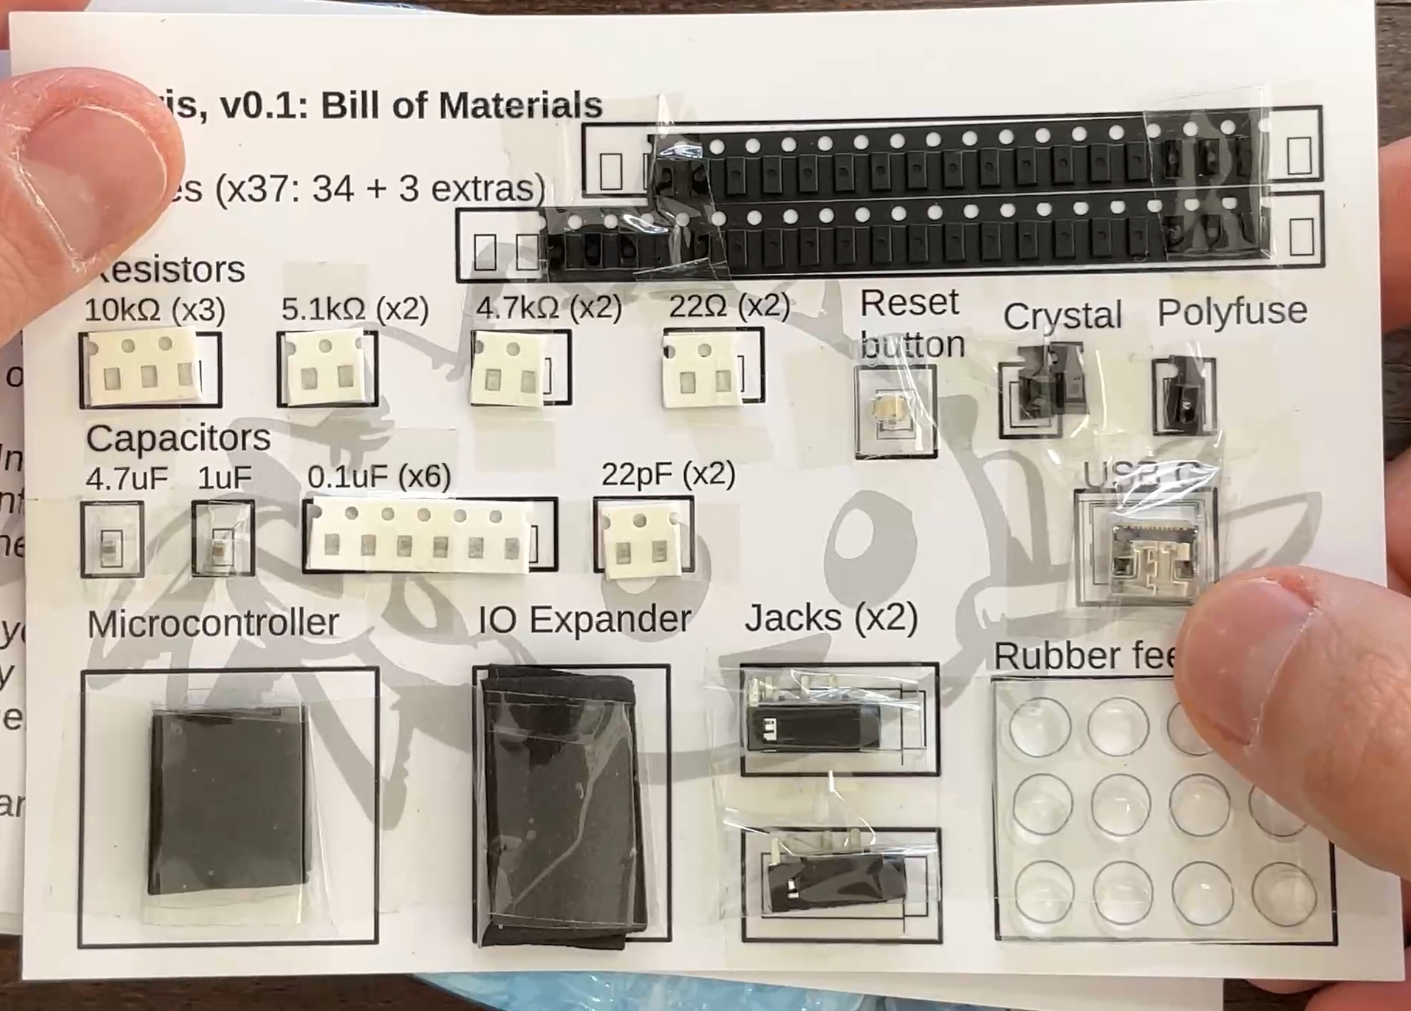 is, v0.1: Bill of Materials
es (x37: 34 + 3 extras)
Resistors
10kΩ (x3) 5.1kΩ (x2) 4.7kΩ (x2) 22Ω (x2)
Reset button
Crystal
Polyfuse
Capacitors
4.7uF 1uF 0.1uF (x6) 22pF (x2)
USB C
Microcontroller
IO Expander
Jacks (x2)
Rubber fee